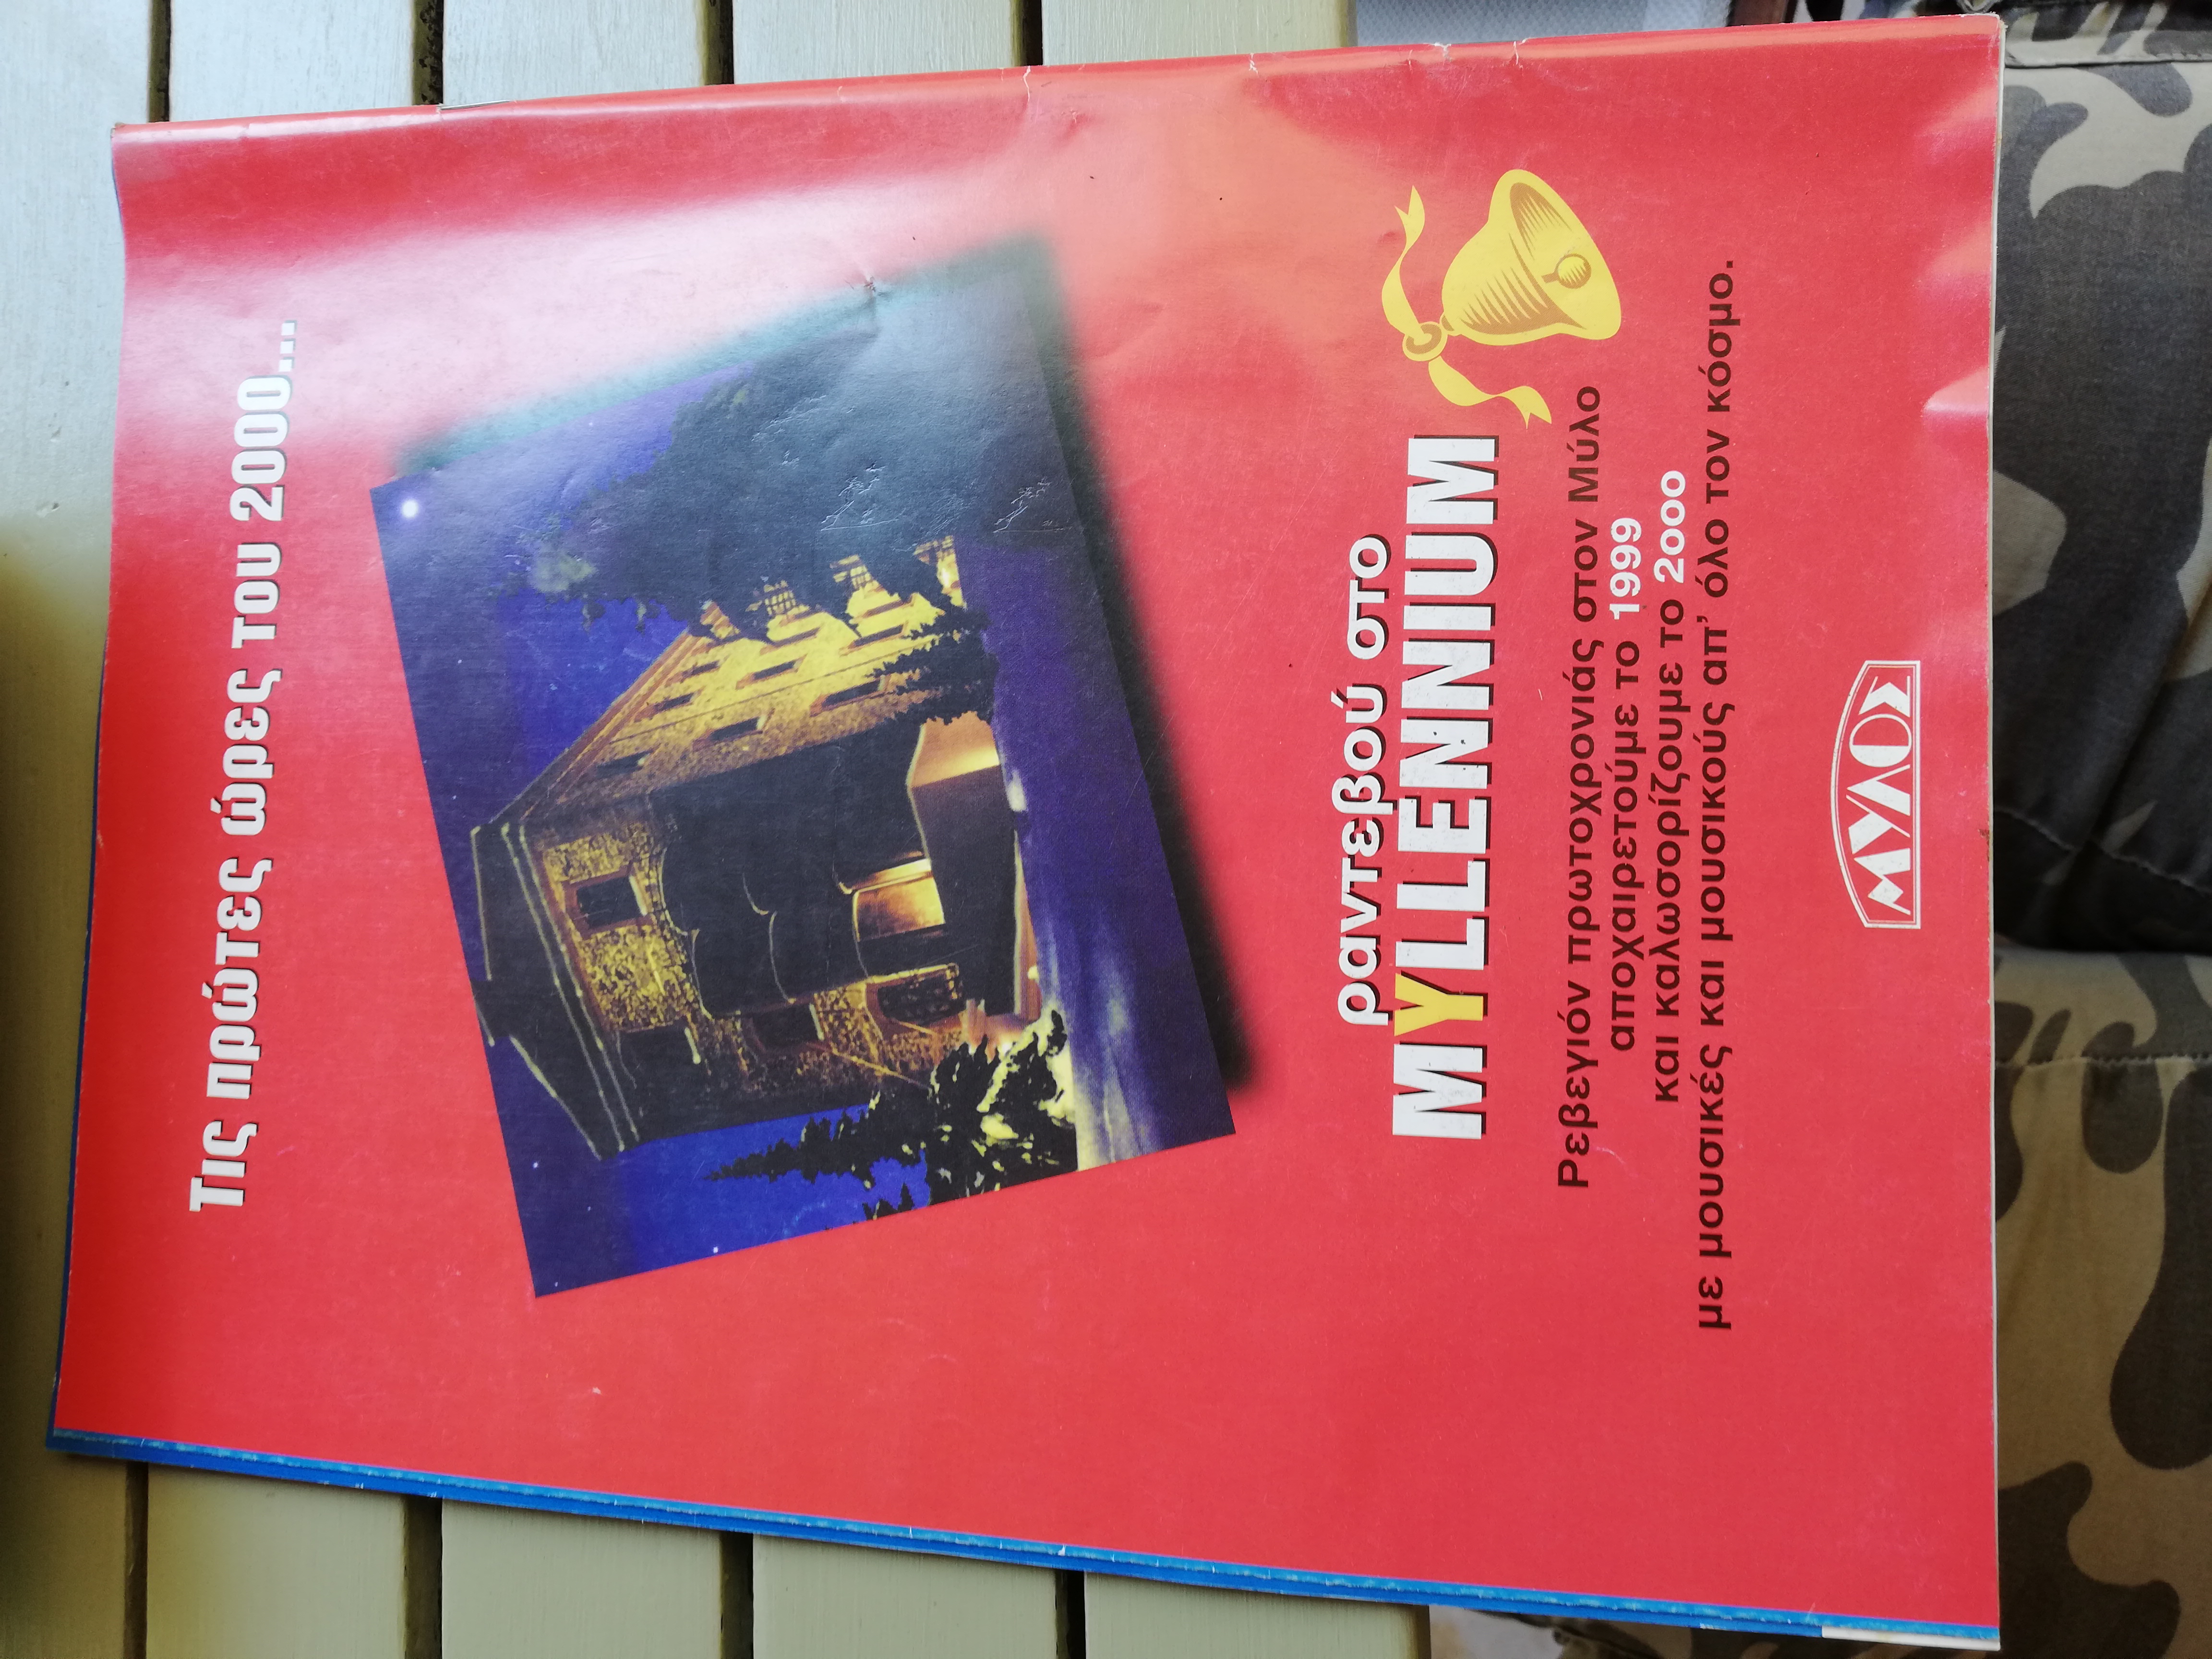 Τις πρώτες ώρες του 2000...
ραντεβού στο
MYLLENNIUM
Ρεβεγιόν πρωτοχρονιάς στον Μύλο
αποχαιρετούμε το 1999
και καλωσορίζουμε το 2000
με μουσικές και μουσικούς απ' όλο τον κόσμο.
ΜΥΛΟΣ